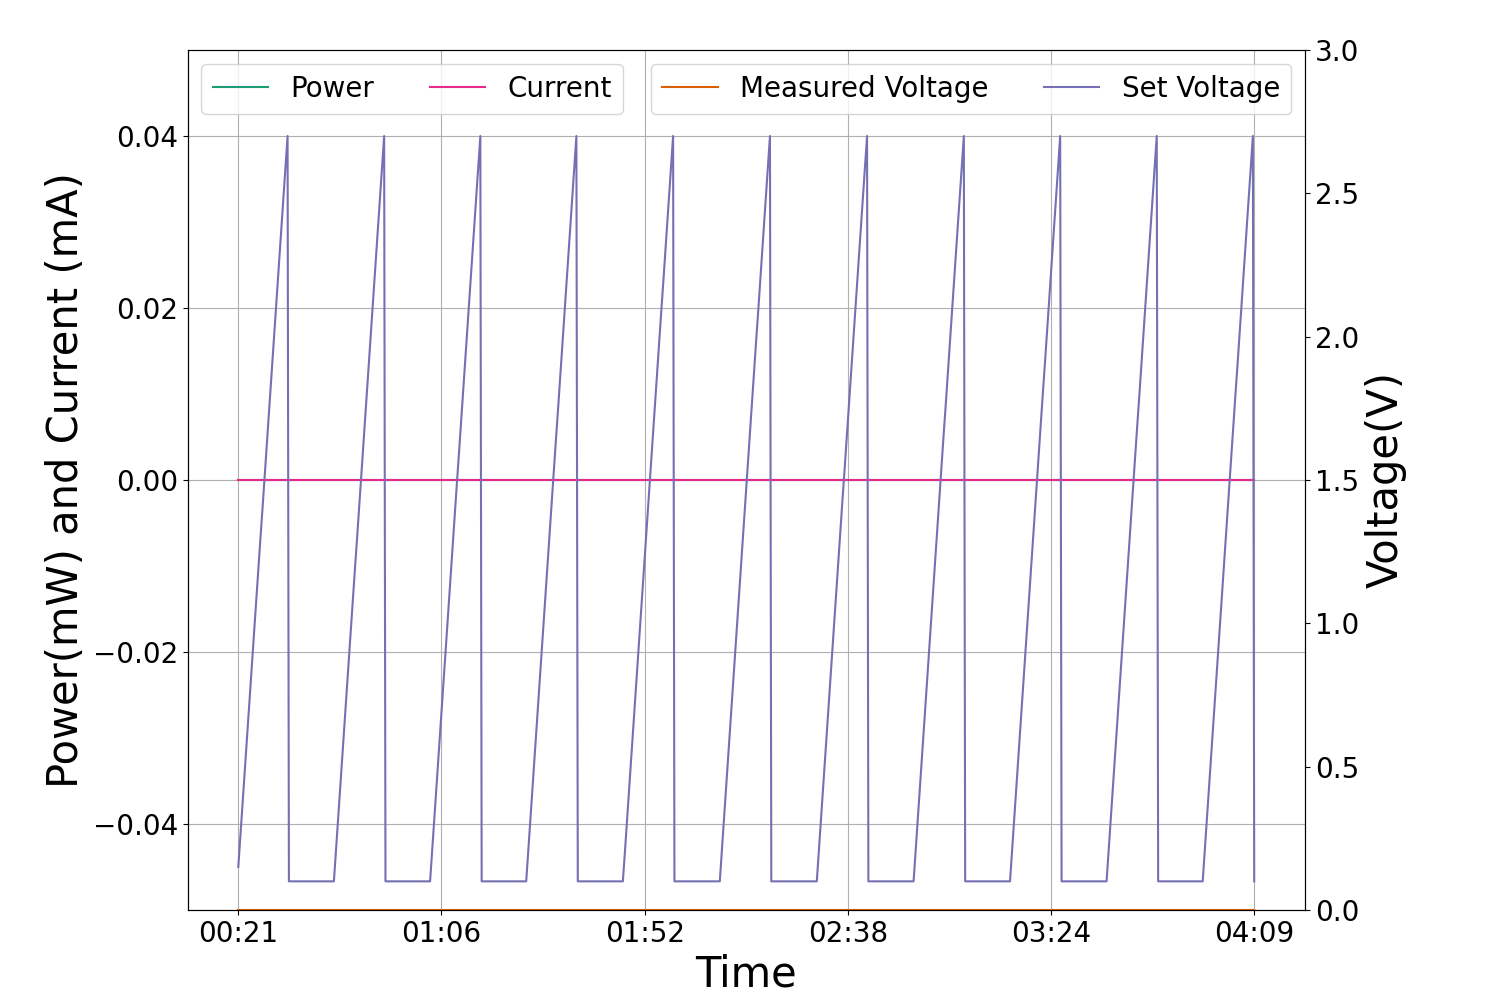 Power Current Measured Voltage Set Voltage
Power(mW) and Current (mA)
0.04
0.02
0.00
−0.02
−0.04
3.0
2.5
2.0
1.5
1.0
0.5
0.0
Voltage(V)
00:21 01:06 01:52 02:38 03:24 04:09
Time